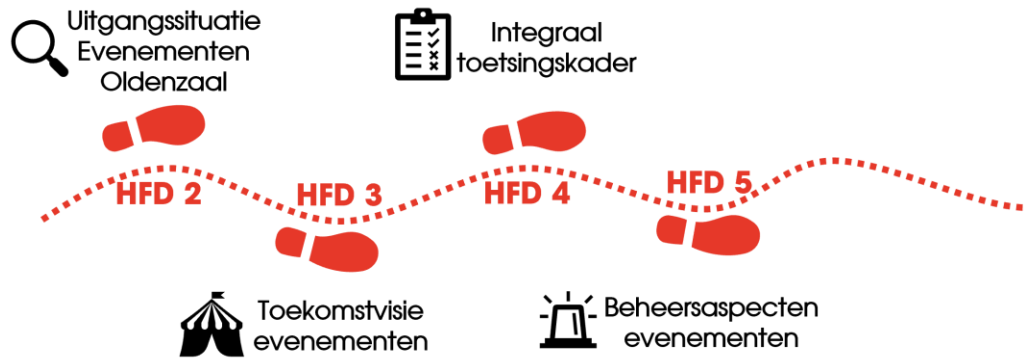 Uitgangssituatie
Evenementen
Oldenzaal
Integraal
toetsingskader
HFD 2
HFD 3
HFD 4
HFD 5
Toekomstvisie
evenementen
Beheersaspecten
evenementen